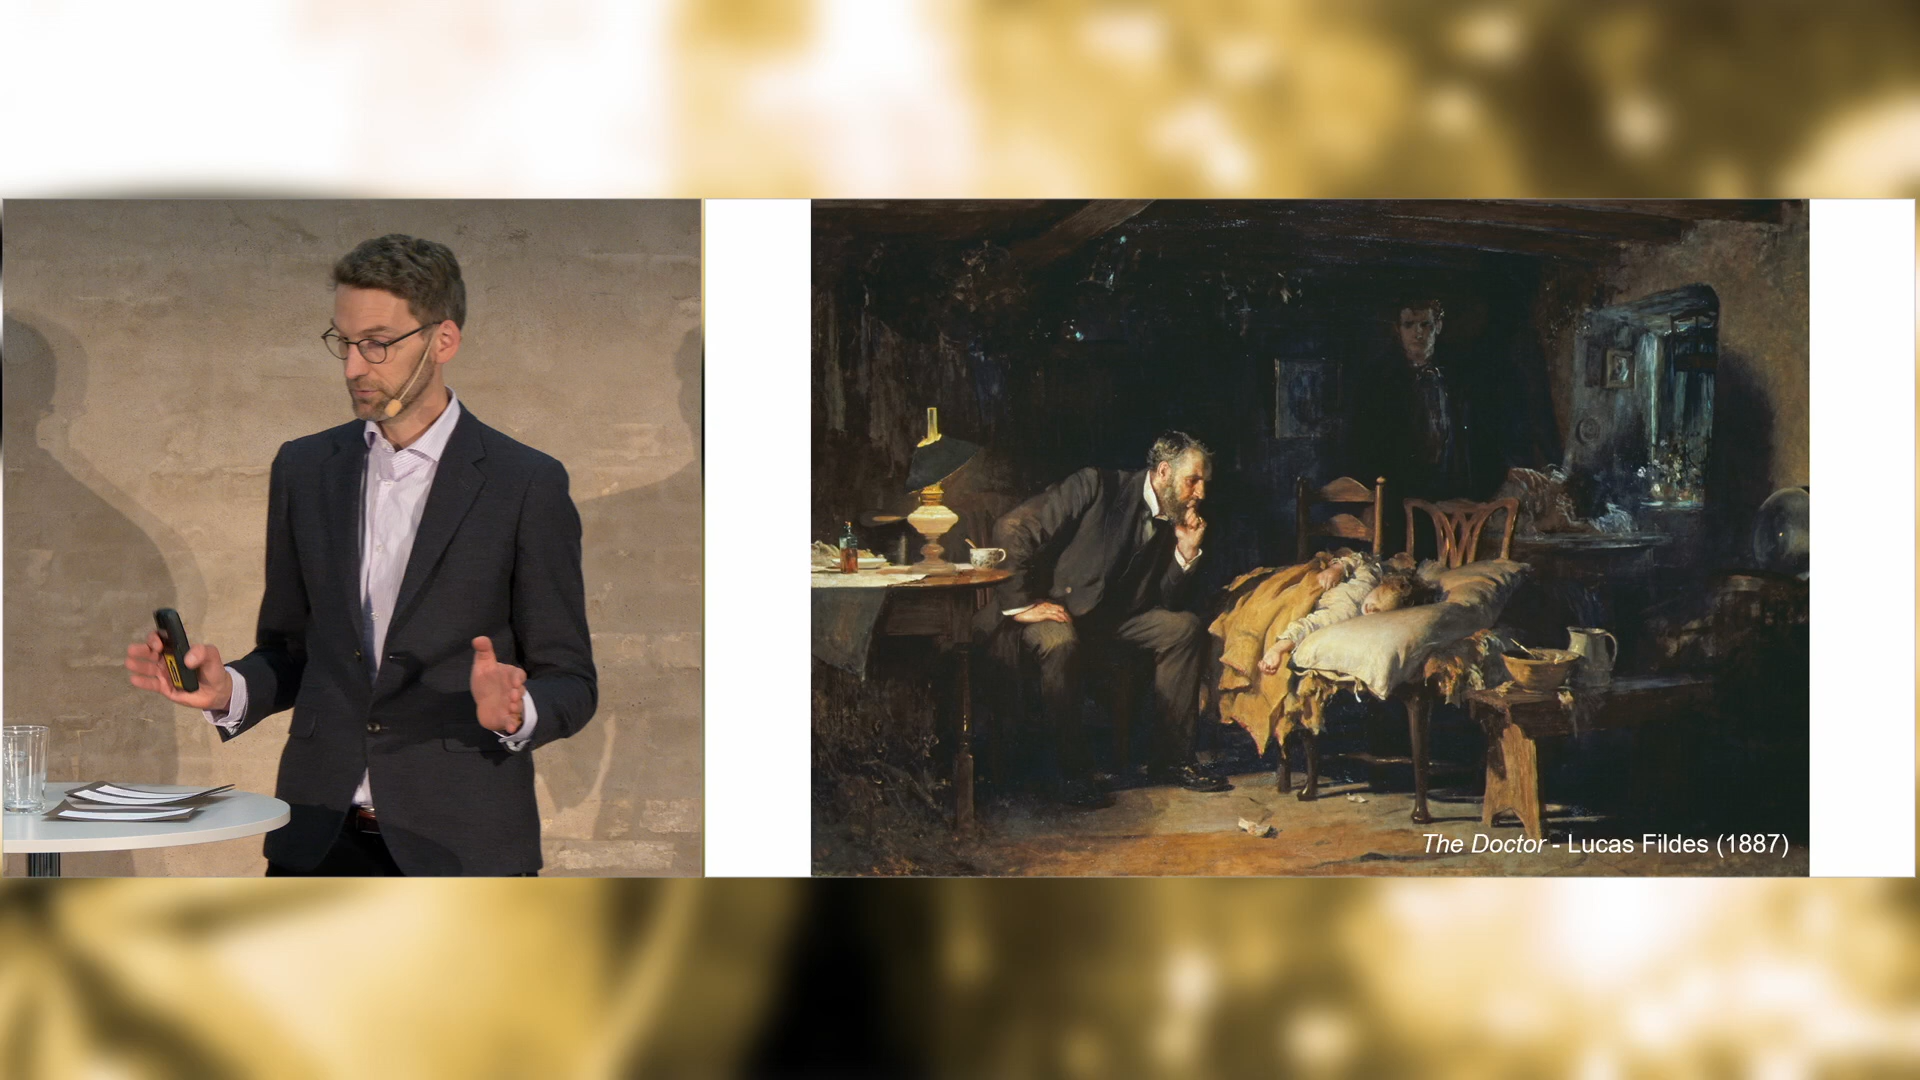 The Doctor - Lucas Fildes (1887)